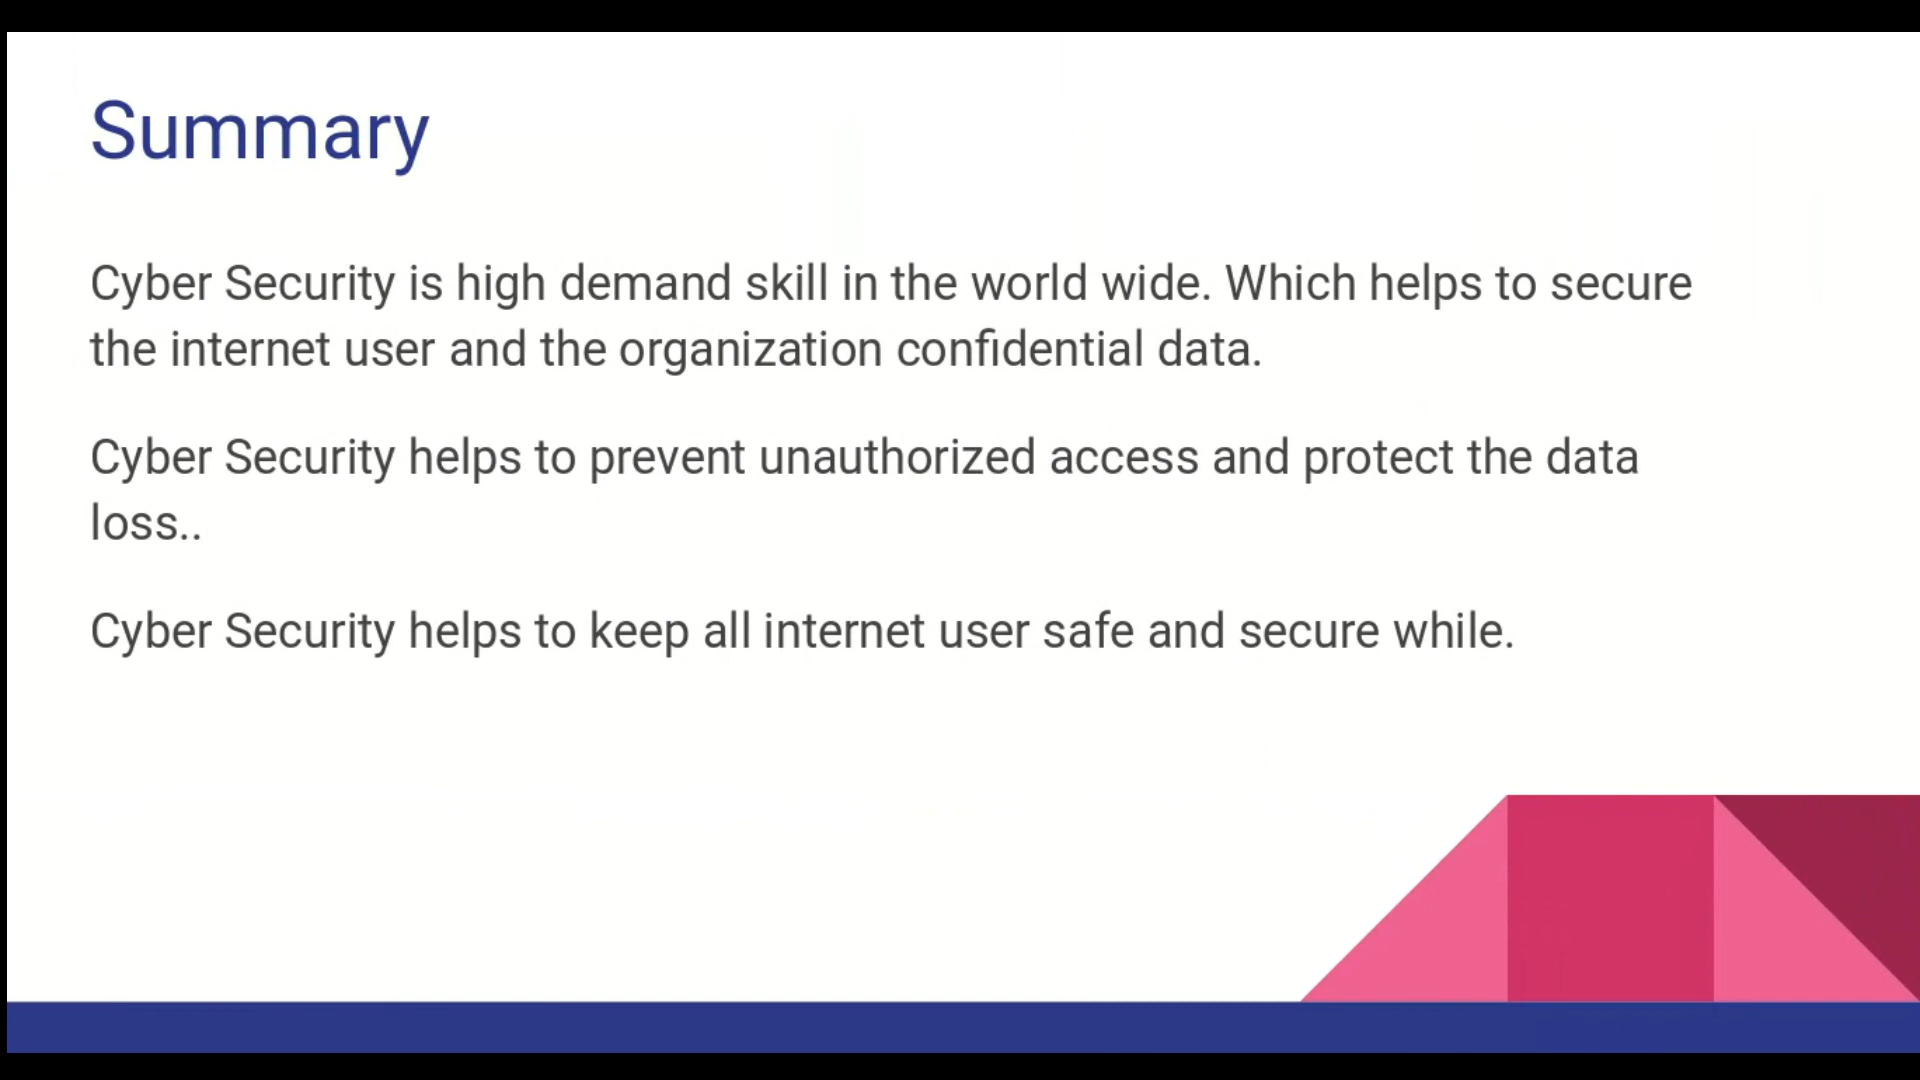 Summary
Cyber Security is high demand skill in the world wide. Which helps to secure
the internet user and the organization confidential data.
Cyber Security helps to prevent unauthorized access and protect the data
loss..
Cyber Security helps to keep all internet user safe and secure while.